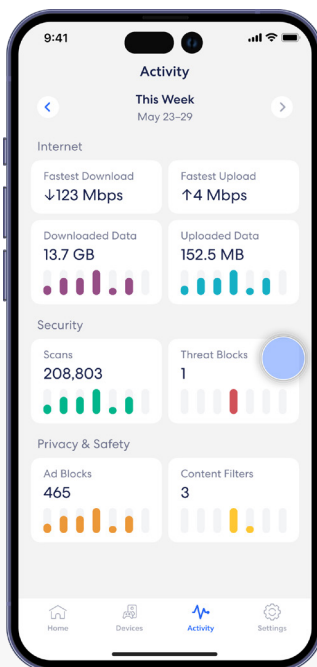 9:41
Activity
This Week
May 23–29
Internet
Fastest Download
↓123 Mbps
Fastest Upload
↑4 Mbps
Downloaded Data
13.7 GB
Uploaded Data
152.5 MB
Security
Scans
208,803
Threat Blocks
1
Privacy & Safety
Ad Blocks
465
Content Filters
3
Home
Devices
Activity
Settings